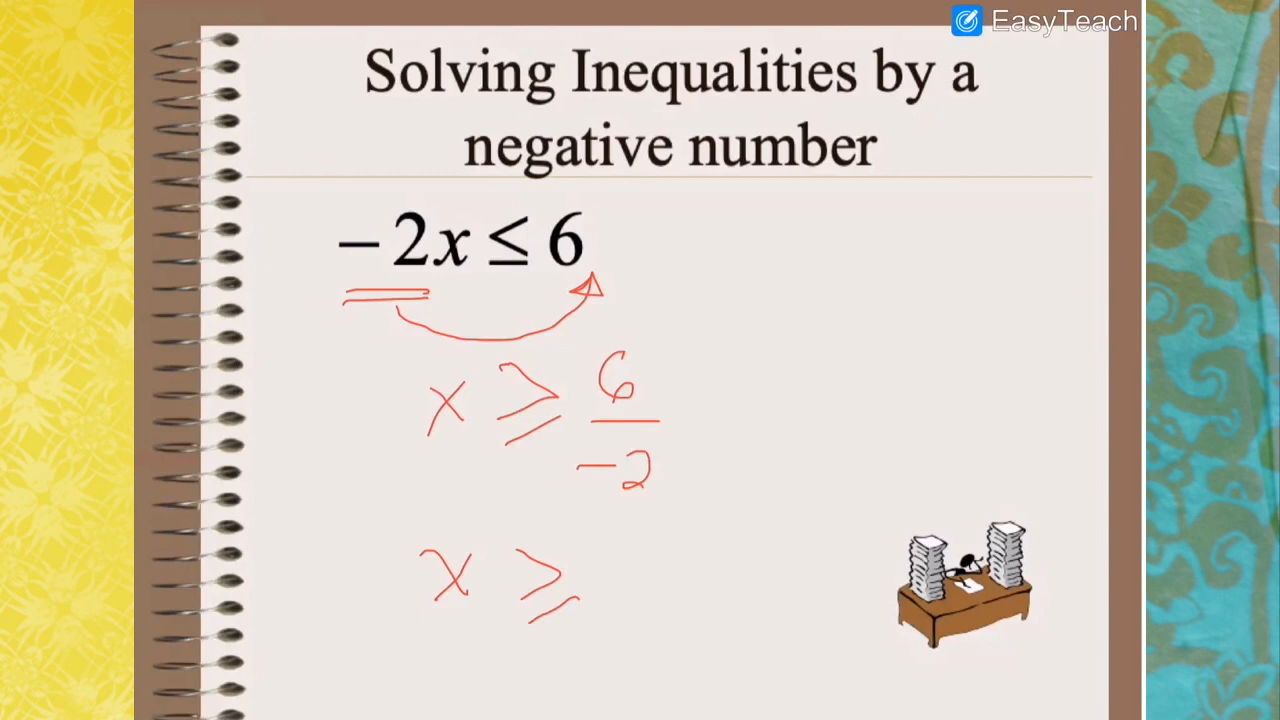 EasyTeach
Solving Inequalities by a
negative number
− 2x ≤ 6
x ≥ 6
−2
x ≥